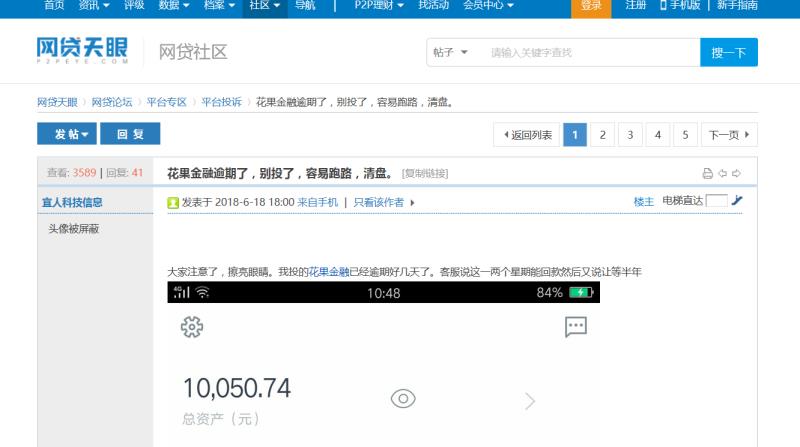 首页 资讯 评级 数据 档案 社区 导航 | P2P理财 找活动 会员中心 登录 注册 手机版 | 新手指南
网贷天眼 网贷社区 帖子 请输入关键字查找 搜一下
P2PEYE.COM
网贷天眼 〉 网贷论坛 〉 平台专区 〉 平台投诉 〉 花果金融逾期了，别投了，容易跑路，清盘。
发帖 回复 返回列表 1 2 3 4 5 下一页
查看: 3589 | 回复: 41 花果金融逾期了，别投了，容易跑路，清盘。 [复制链接]
宜人科技信息 发表于 2018-6-18 18:00 来自手机 | 只看该作者 楼主 电梯直达
头像被屏蔽
大家注意了，擦亮眼睛。我投的花果金融已经逾期好几天了。客服说这一两个星期能回款然后又说让等半年
4G 10:48 84%
10,050.74
总资产（元）